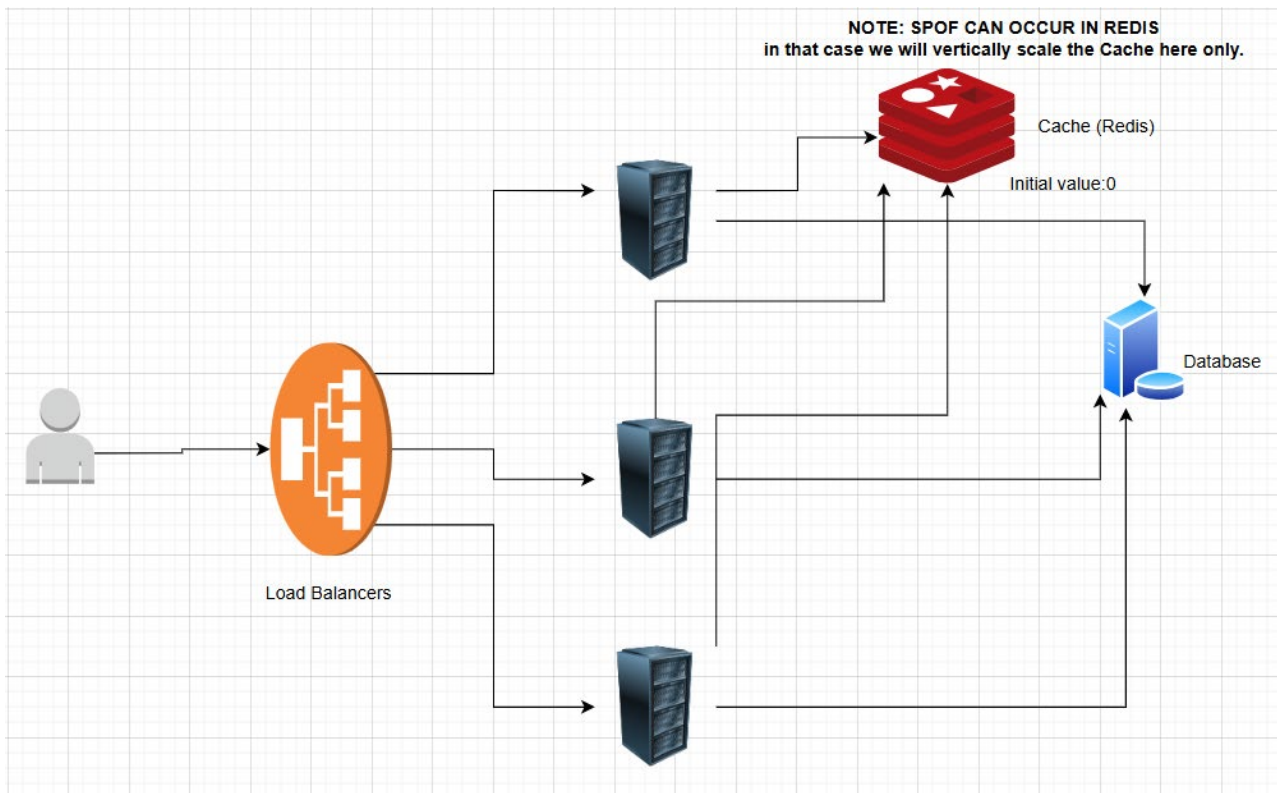 NOTE: SPOF CAN OCCUR IN REDIS
in that case we will vertically scale the Cache here only.
Cache (Redis)
Initial value:0
Database
Load Balancers